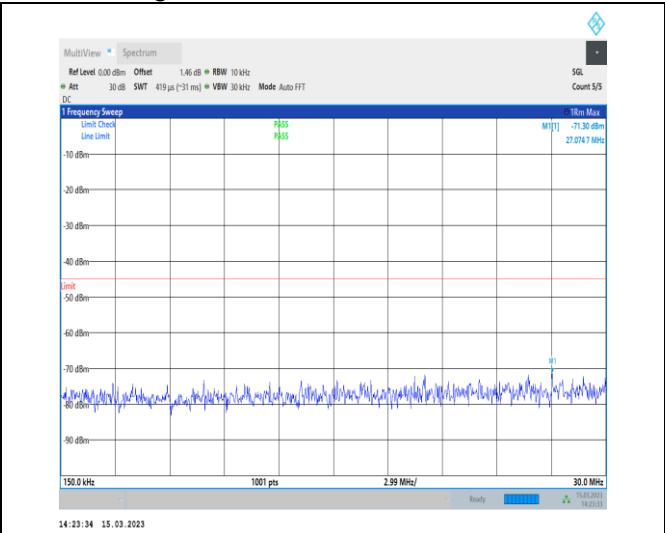 MultiView Spectrum
Ref Level 0.00 dBm Offset 1.46 dB RBW 10 kHz SGL
Att 30 dB SWT 419 µs (~31 ms) VBW 30 kHz Mode Auto FFT Count 5/5
DC
1 Frequency Sweep 1Rm Max
Limit Check PASS M1[1] -71.30 dBm
Line Limit PASS 27.0747 MHz
-10 dBm
-20 dBm
-30 dBm
-40 dBm
Limit
-50 dBm
-60 dBm
M1
-70 dBm
-80 dBm
-90 dBm
150.0 kHz 1001 pts 2.99 MHz/ 30.0 MHz
Ready 15.03.2023
14:23:33
14:23:34 15.03.2023